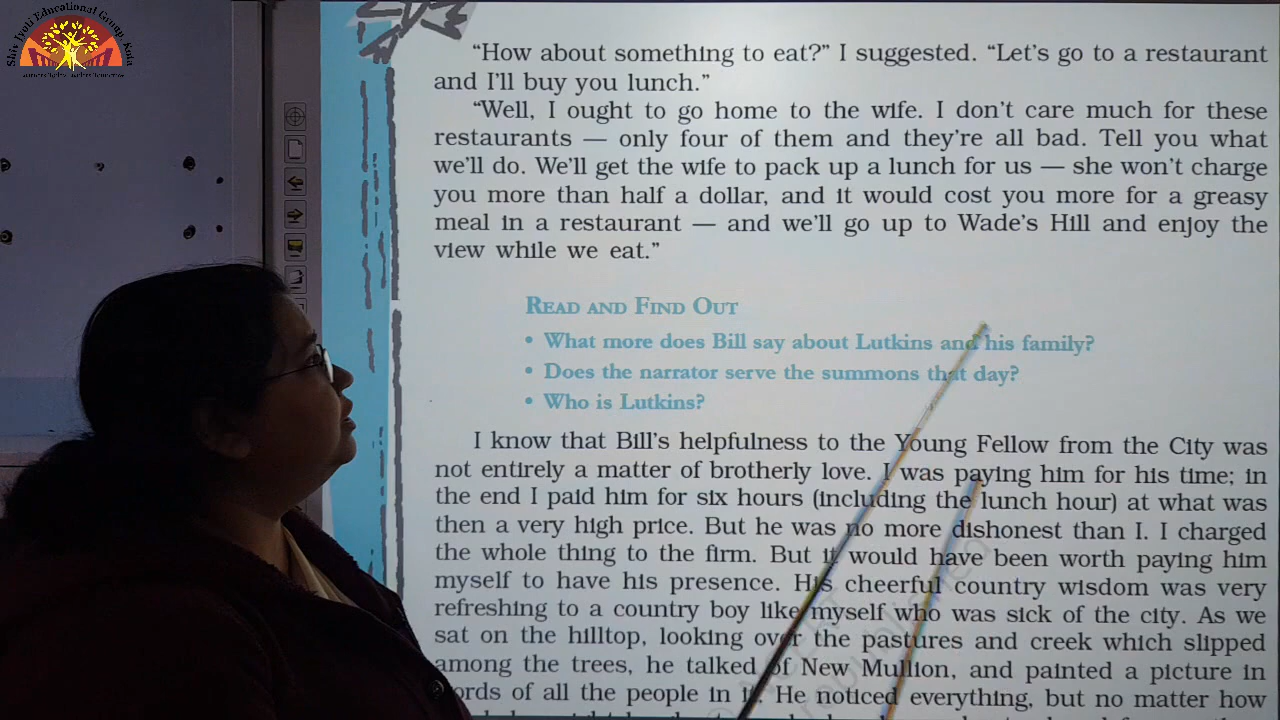 Shiv Jyoti Educational Group, Kota
"How about something to eat?" I suggested. "Let's go to a restaurant
and I'll buy you lunch."
"Well, I ought to go home to the wife. I don't care much for these
restaurants — only four of them and they're all bad. Tell you what
we'll do. We'll get the wife to pack up a lunch for us — she won't charge
you more than half a dollar, and it would cost you more for a greasy
meal in a restaurant — and we'll go up to Wade's Hill and enjoy the
view while we eat."
READ AND FIND OUT
• What more does Bill say about Lutkins and his family?
• Does the narrator serve the summons that day?
• Who is Lutkins?
I know that Bill's helpfulness to the Young Fellow from the City was
not entirely a matter of brotherly love. I was paying him for his time; in
the end I paid him for six hours (including the lunch hour) at what was
then a very high price. But he was no more dishonest than I. I charged
the whole thing to the firm. But it would have been worth paying him
myself to have his presence. His cheerful country wisdom was very
refreshing to a country boy like myself who was sick of the city. As we
sat on the hilltop, looking over the pastures and creek which slipped
among the trees, he talked of New Mullion, and painted a picture in
words of all the people in it. He noticed everything, but no matter how